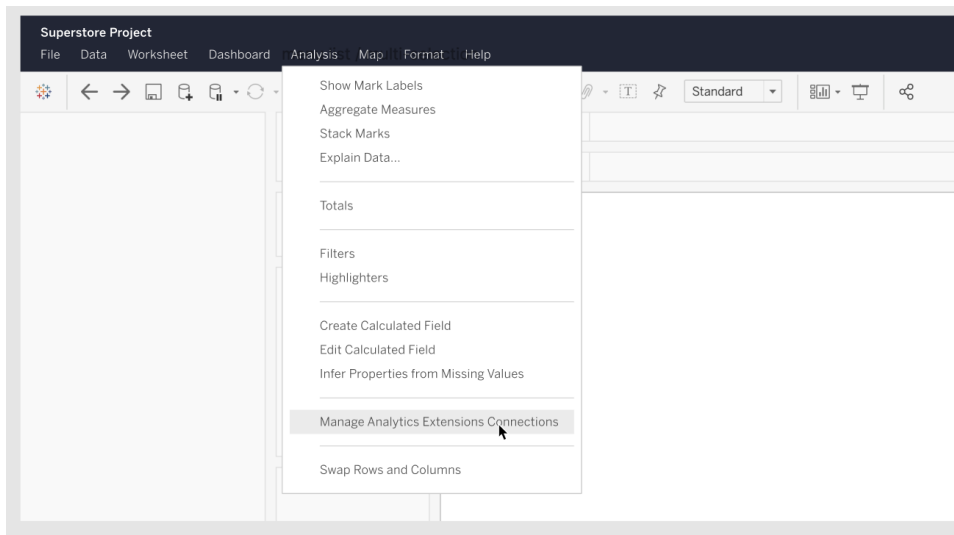 Superstore Project
File Data Worksheet Dashboard Analysis Map Format Help
Standard
Show Mark Labels
Aggregate Measures
Stack Marks
Explain Data...
Totals
Filters
Highlighters
Create Calculated Field
Edit Calculated Field
Infer Properties from Missing Values
Manage Analytics Extensions Connections
Swap Rows and Columns